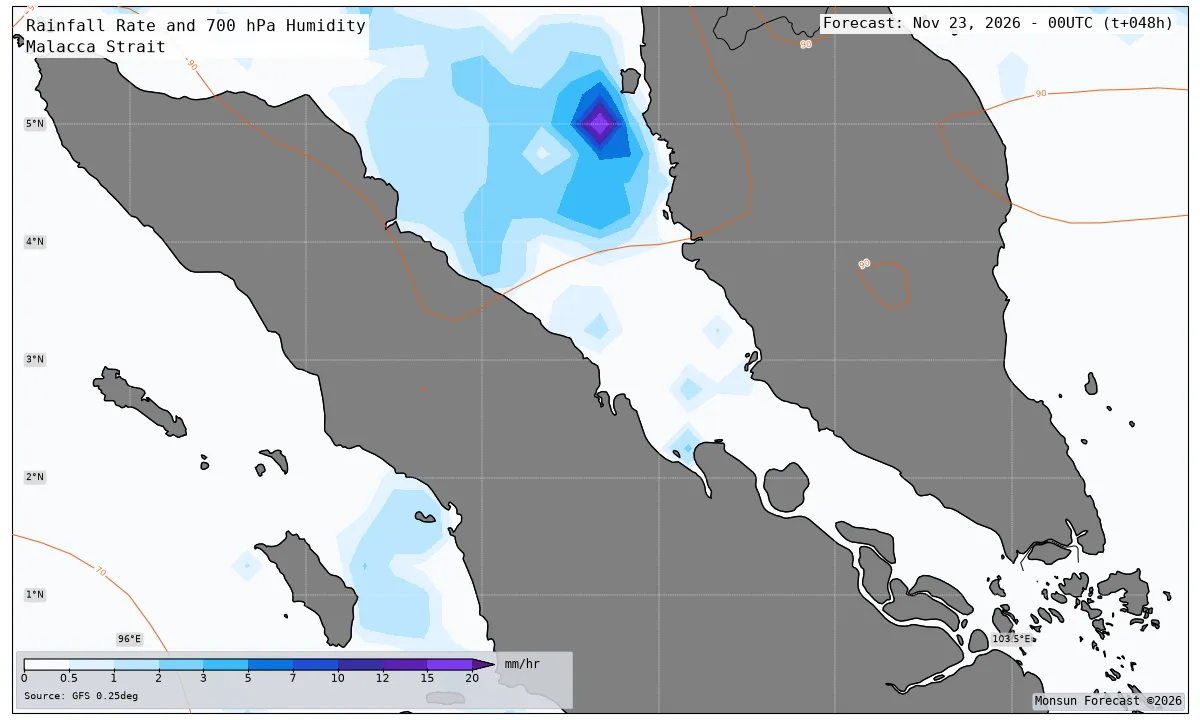 Rainfall Rate and 700 hPa Humidity
Malacca Strait
Forecast: Nov 23, 2026 - 00UTC (t+048h)
90
90
90
90
70
5°N
4°N
3°N
2°N
1°N
96°E
103.5°E
mm/hr
0 0.5 1 2 3 5 7 10 12 15 20
Source: GFS 0.25deg
Monsun Forecast ©2026